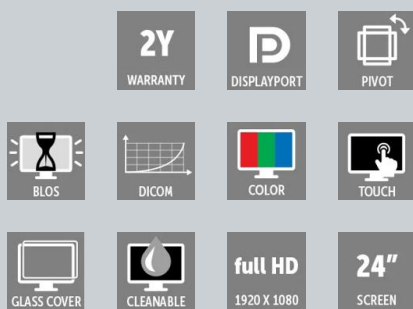 2Y
WARRANTY
DISPLAYPORT
PIVOT
BLOS
DICOM
COLOR
TOUCH
GLASS COVER
CLEANABLE
full HD
1920 X 1080
24"
SCREEN